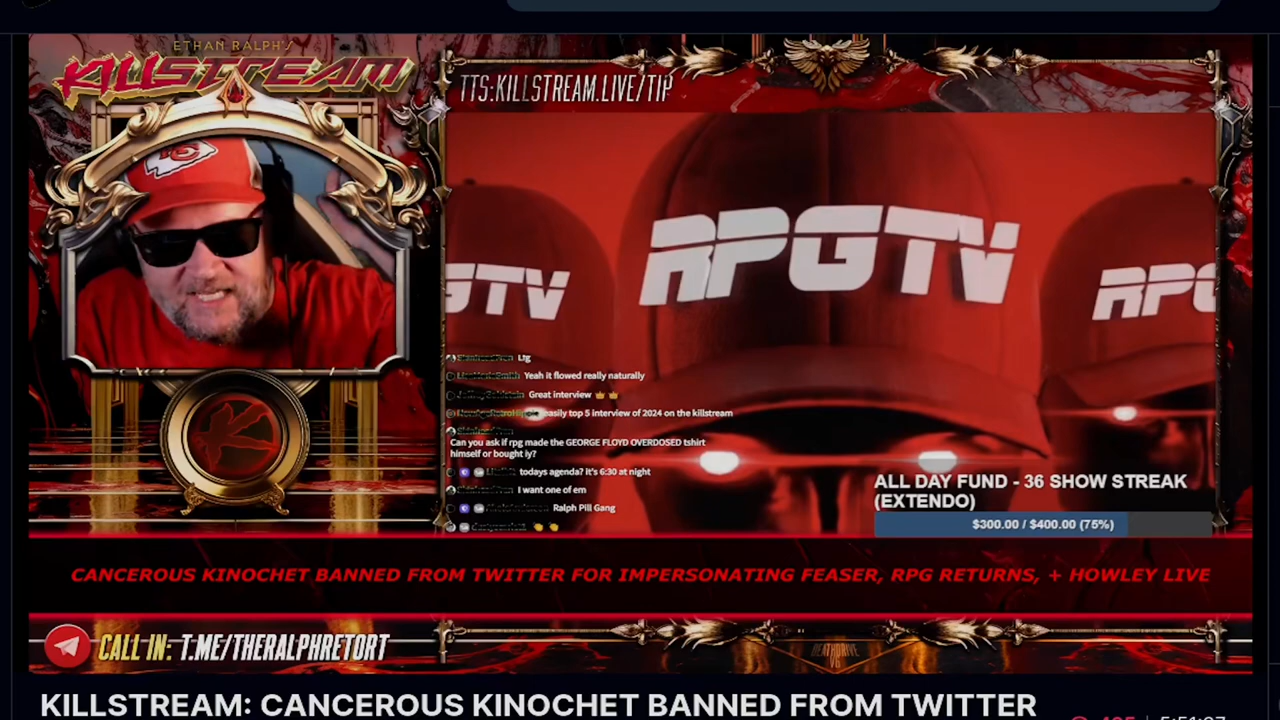 ETHAN RALPH'S
KILLSTREAM
TTS:KILLSTREAM.LIVE/TIP
RPGTV
GTV
RPG
Ltg
Yeah it flowed really naturally
Great interview
easily top 5 interview of 2024 on the killstream
Can you ask if rpg made the GEORGE FLOYD OVERDOSED tshirt
himself or bought iy?
todays agenda? it's 6:30 at night
I want one of em
Ralph Pill Gang
ALL DAY FUND - 36 SHOW STREAK
(EXTENDO)
$300.00 / $400.00 (75%)
CANCEROUS KINOCHET BANNED FROM TWITTER FOR IMPERSONATING FEASER, RPG RETURNS, + HOWLEY LIVE
CALL IN: T.ME/THERALPHRETORT
KILLSTREAM: CANCEROUS KINOCHET BANNED FROM TWITTER